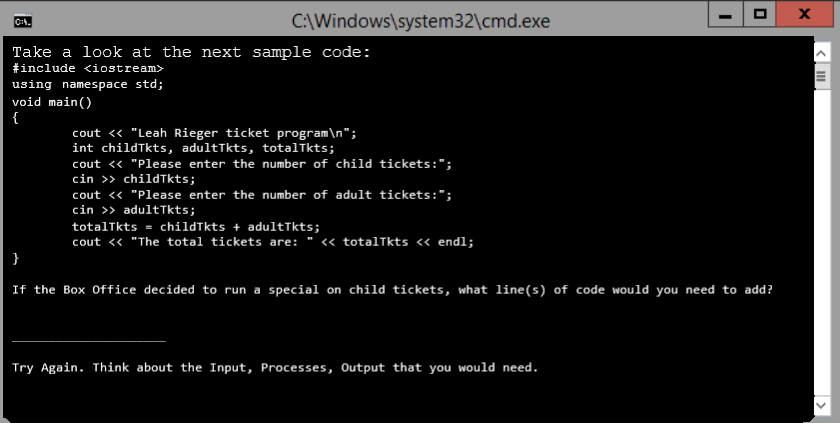 C:\Windows\system32\cmd.exe
Take a look at the next sample code:
#include <iostream>
using namespace std;
void main()
{
cout << "Leah Rieger ticket program\n";
int childTkts, adultTkts, totalTkts;
cout << "Please enter the number of child tickets:";
cin >> childTkts;
cout << "Please enter the number of adult tickets:";
cin >> adultTkts;
totalTkts = childTkts + adultTkts;
cout << "The total tickets are: " << totalTkts << endl;
}
If the Box Office decided to run a special on child tickets, what line(s) of code would you need to add?
____________________
Try Again. Think about the Input, Processes, Output that you would need.